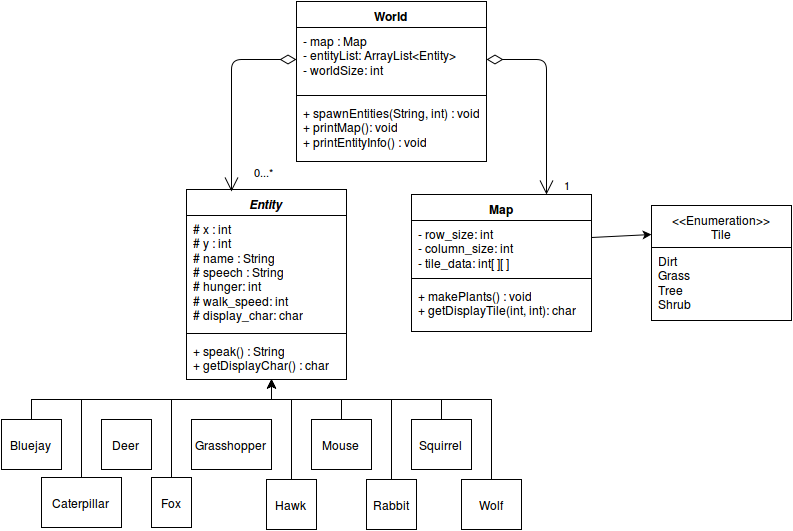 World
- map : Map
- entityList: ArrayList<Entity>
- worldSize: int
+ spawnEntities(String, int) : void
+ printMap(): void
+ printEntityInfo() : void
0...*
1
Entity
# x : int
# y : int
# name : String
# speech : String
# hunger: int
# walk_speed: int
# display_char: char
+ speak() : String
+ getDisplayChar() : char
Map
- row_size: int
- column_size: int
- tile_data: int[ ][ ]
+ makePlants() : void
+ getDisplayTile(int, int): char
<<Enumeration>>
Tile
Dirt
Grass
Tree
Shrub
Bluejay
Deer
Grasshopper
Mouse
Squirrel
Caterpillar
Fox
Hawk
Rabbit
Wolf